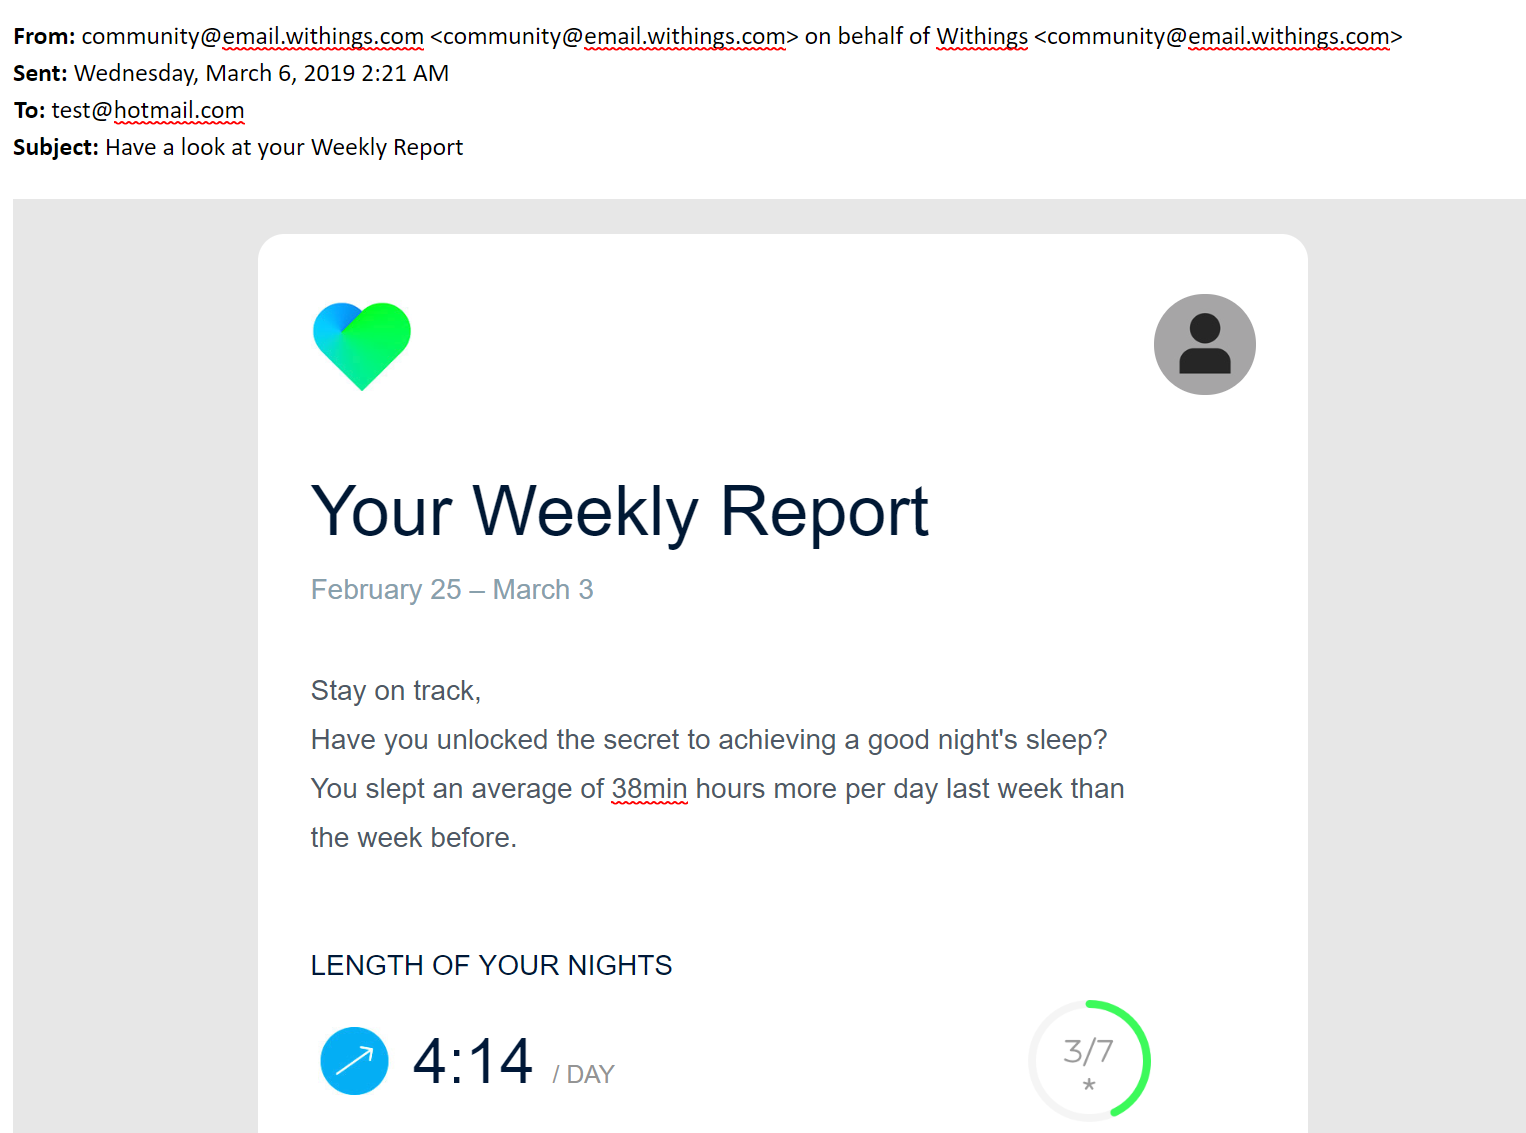 From: community@email.withings.com <community@email.withings.com> on behalf of Withings <community@email.withings.com>
Sent: Wednesday, March 6, 2019 2:21 AM
To: test@hotmail.com
Subject: Have a look at your Weekly Report
Your Weekly Report
February 25 – March 3
Stay on track,
Have you unlocked the secret to achieving a good night's sleep?
You slept an average of 38min hours more per day last week than
the week before.
LENGTH OF YOUR NIGHTS
4:14 / DAY
3/7
*